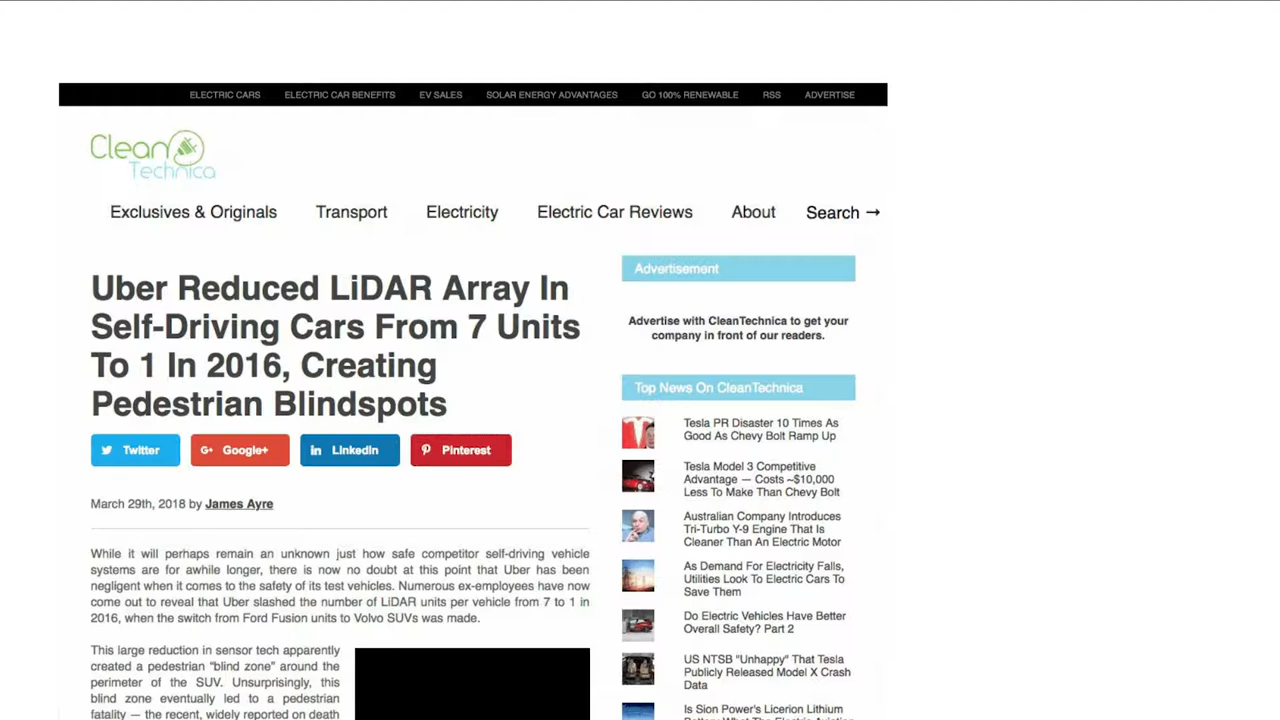 ELECTRIC CARS ELECTRIC CAR BENEFITS EV SALES SOLAR ENERGY ADVANTAGES GO 100% RENEWABLE RSS ADVERTISE
Clean
Technica
Exclusives & Originals Transport Electricity Electric Car Reviews About Search →
Uber Reduced LiDAR Array In
Self-Driving Cars From 7 Units
To 1 In 2016, Creating
Pedestrian Blindspots
Twitter G+ Google+ in LinkedIn Pinterest
March 29th, 2018 by James Ayre
While it will perhaps remain an unknown just how safe competitor self-driving vehicle
systems are for awhile longer, there is now no doubt at this point that Uber has been
negligent when it comes to the safety of its test vehicles. Numerous ex-employees have now
come out to reveal that Uber slashed the number of LiDAR units per vehicle from 7 to 1 in
2016, when the switch from Ford Fusion units to Volvo SUVs was made.
This large reduction in sensor tech apparently
created a pedestrian “blind zone” around the
perimeter of the SUV. Unsurprisingly, this
blind zone eventually led to a pedestrian
fatality — the recent, widely reported on death
Advertisement
Advertise with CleanTechnica to get your
company in front of our readers.
Top News On CleanTechnica
Tesla PR Disaster 10 Times As
Good As Chevy Bolt Ramp Up
Tesla Model 3 Competitive
Advantage — Costs ~$10,000
Less To Make Than Chevy Bolt
Australian Company Introduces
Tri-Turbo Y-9 Engine That Is
Cleaner Than An Electric Motor
As Demand For Electricity Falls,
Utilities Look To Electric Cars To
Save Them
Do Electric Vehicles Have Better
Overall Safety? Part 2
US NTSB "Unhappy" That Tesla
Publicly Released Model X Crash
Data
Is Sion Power's Licerion Lithium
Battery What The Electric Aviation